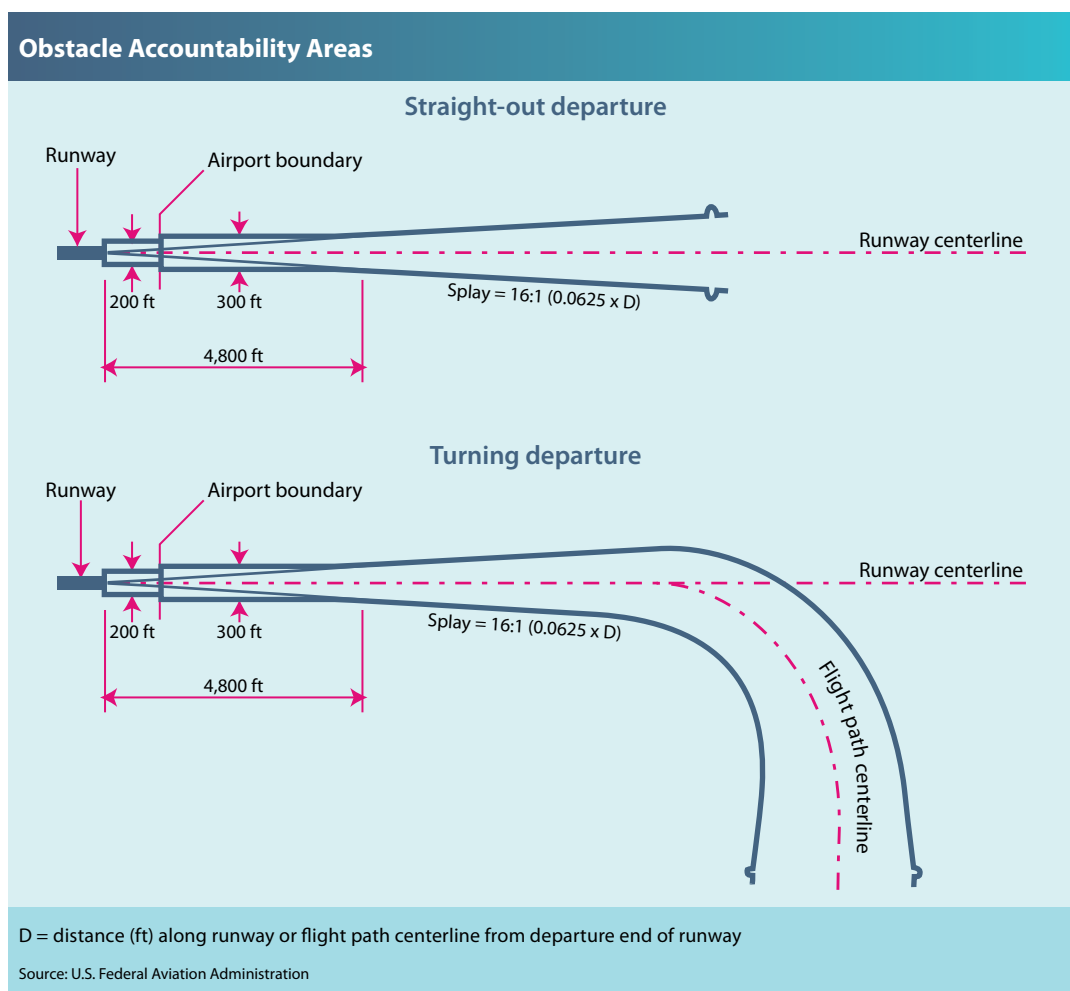 Obstacle Accountability Areas
Straight-out departure
Runway
Airport boundary
Runway centerline
200 ft
300 ft
Splay = 16:1 (0.0625 x D)
4,800 ft
Turning departure
Runway
Airport boundary
Runway centerline
200 ft
300 ft
Splay = 16:1 (0.0625 x D)
4,800 ft
Flight path centerline
D = distance (ft) along runway or flight path centerline from departure end of runway
Source: U.S. Federal Aviation Administration